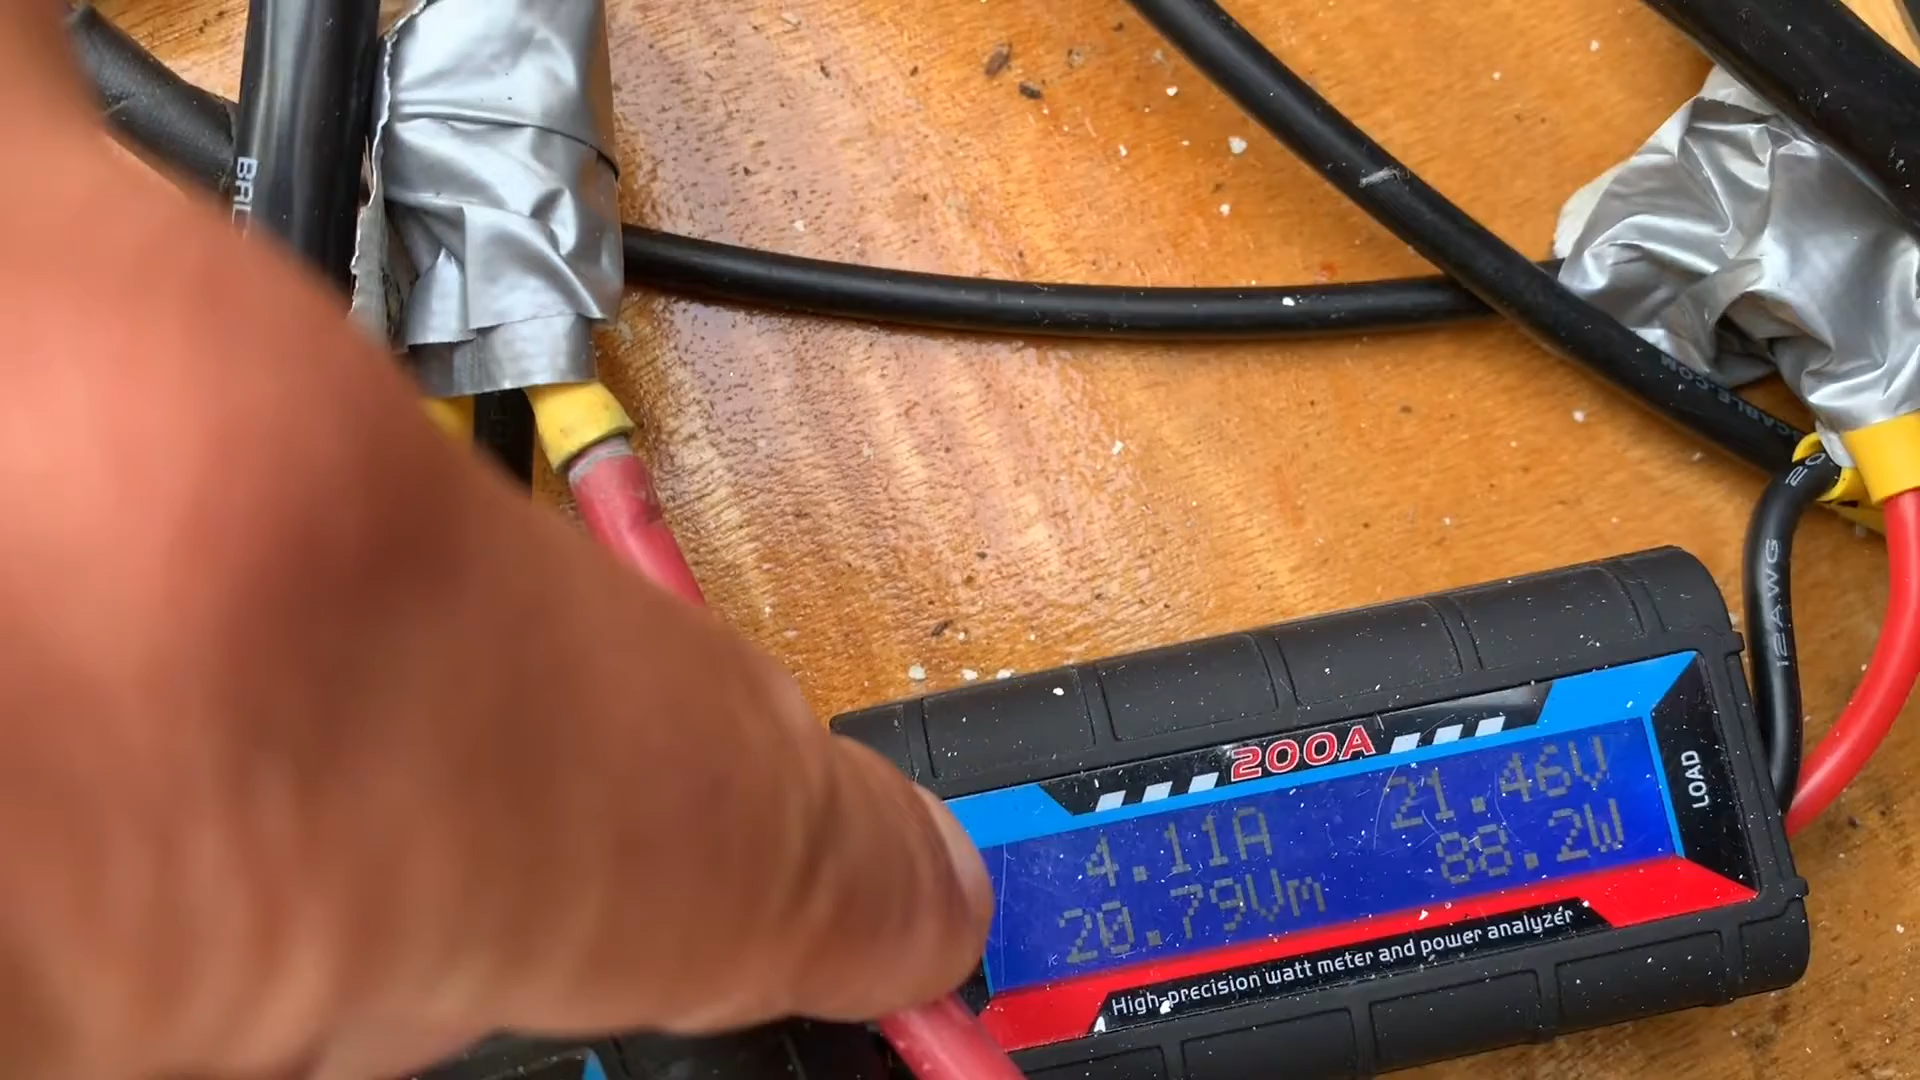 BRL
CABLE.COM
12AWG
200A
4.11A 21.46V
20.79Vm 88.2W
LOAD
High-precision watt meter and power analyzer